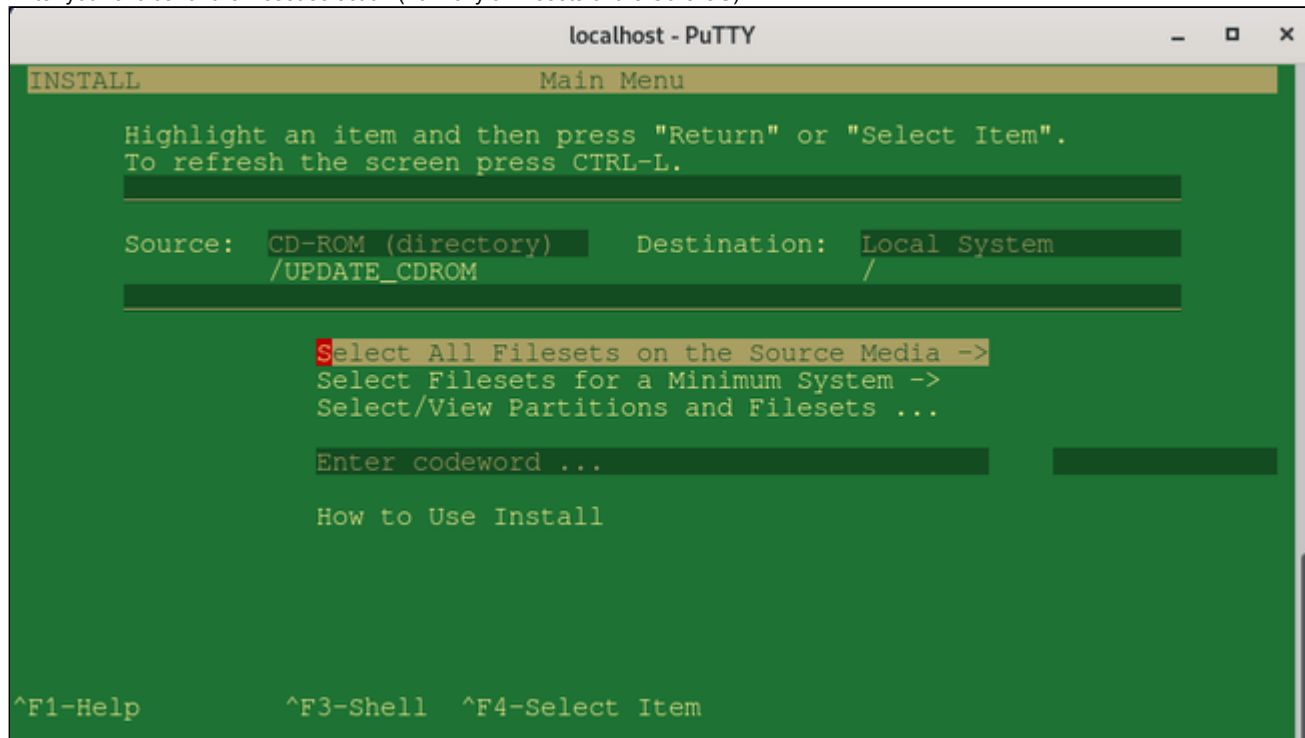 localhost - PuTTY
INSTALL Main Menu
Highlight an item and then press "Return" or "Select Item".
To refresh the screen press CTRL-L.
Source: CD-ROM (directory) Destination: Local System
/UPDATE_CDROM /
Select All Filesets on the Source Media ->
Select Filesets for a Minimum System ->
Select/View Partitions and Filesets ...
Enter codeword ...
How to Use Install
^F1-Help ^F3-Shell ^F4-Select Item